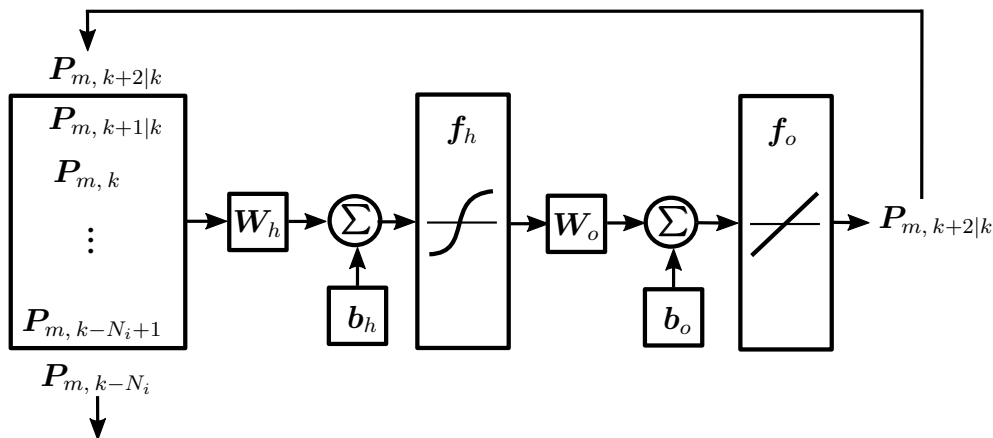 P_{m, k+2|k}
P_{m, k+1|k}
P_{m, k}
⋮
P_{m, k-N_i+1}
P_{m, k-N_i}
W_h
Σ
b_h
f_h
W_o
Σ
b_o
f_o
P_{m, k+2|k}